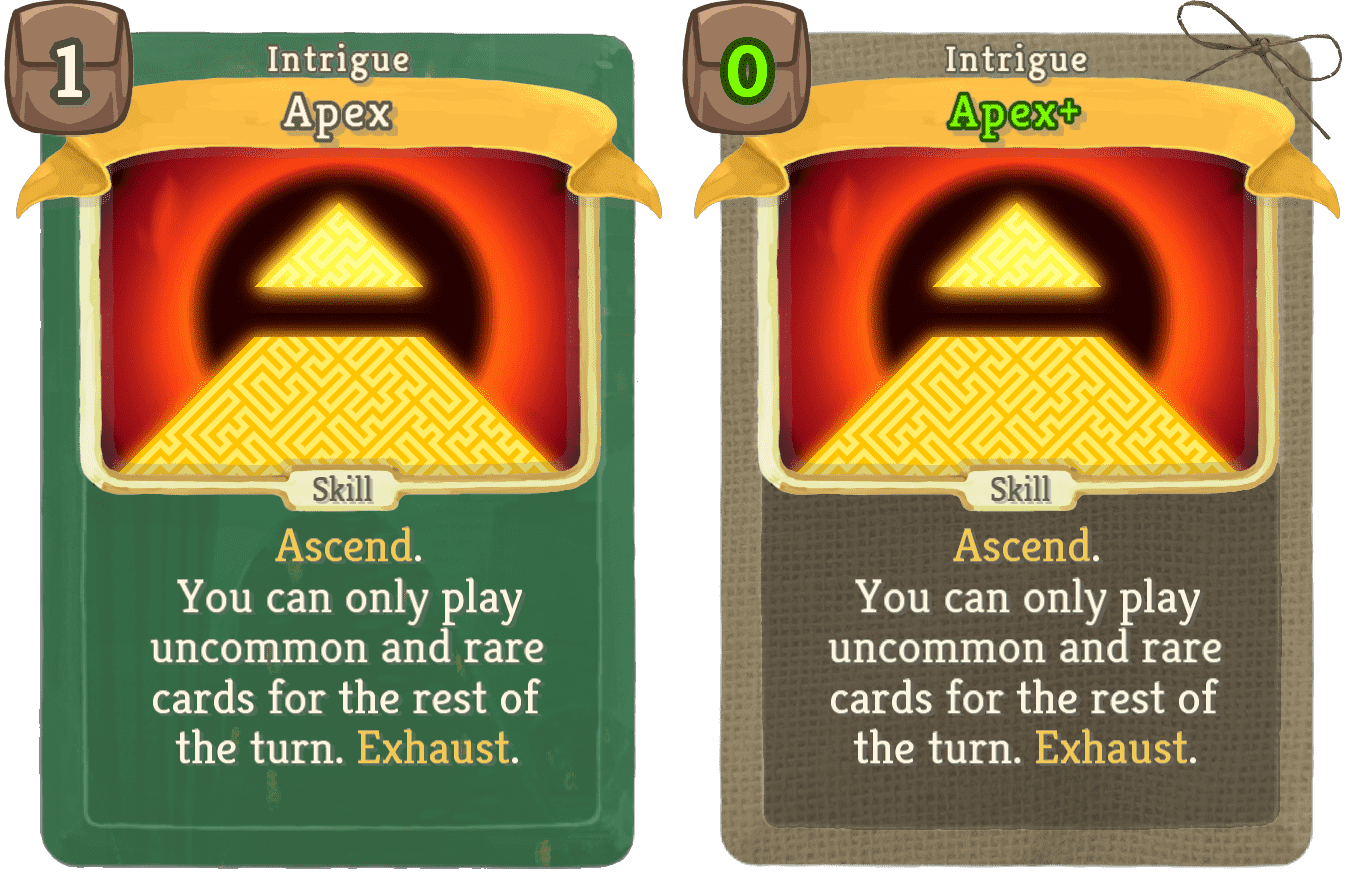 1
Intrigue
Apex
Skill
Ascend.
You can only play
uncommon and rare
cards for the rest of
the turn. Exhaust.
0
Intrigue
Apex+
Skill
Ascend.
You can only play
uncommon and rare
cards for the rest of
the turn. Exhaust.